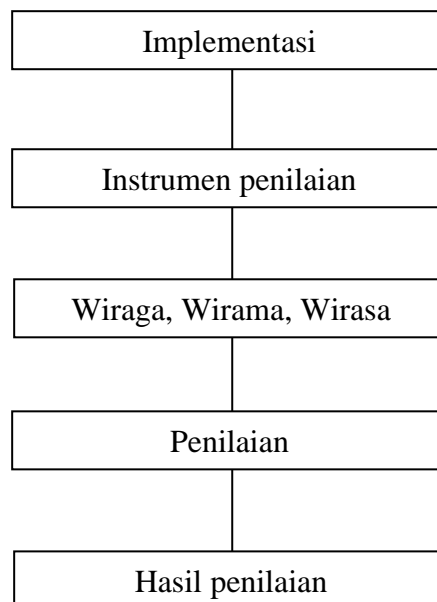 Implementasi
Instrumen penilaian
Wiraga, Wirama, Wirasa
Penilaian
Hasil penilaian